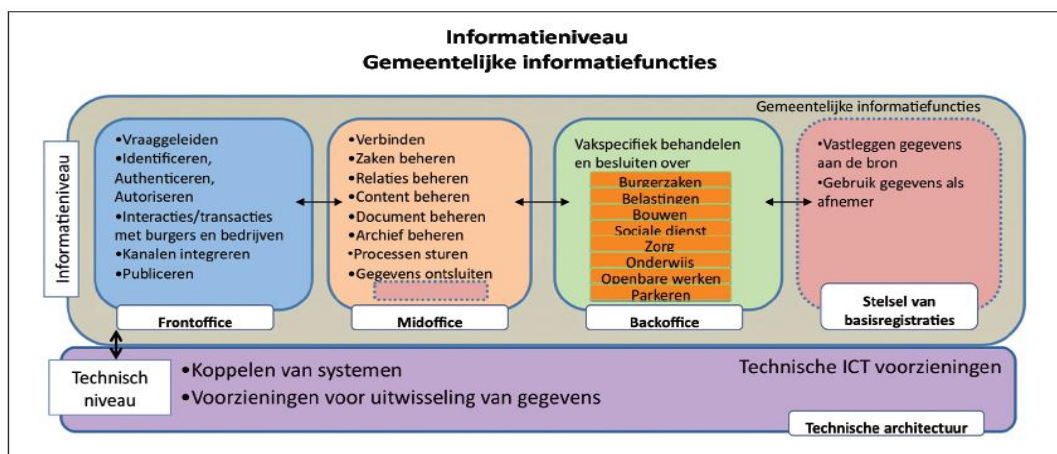 Informatieniveau
Gemeentelijke informatiefuncties
Gemeentelijke informatiefuncties
Informatieniveau
•Vraaggeleiden
•Identificeren,
Authenticeren,
Autoriseren
•Interacties/transacties
met burgers en bedrijven
•Kanalen integreren
•Publiceren
Frontoffice
•Verbinden
•Zaken beheren
•Relaties beheren
•Content beheren
•Document beheren
•Archief beheren
•Processen sturen
•Gegevens ontsluiten
Midoffice
Vakspecifiek behandelen
en besluiten over
Burgerzaken
Belastingen
Bouwen
Sociale dienst
Zorg
Onderwijs
Openbare werken
Parkeren
Backoffice
•Vastleggen gegevens
aan de bron
•Gebruik gegevens als
afnemer
Stelsel van
basisregistraties
Technisch
niveau
•Koppelen van systemen
•Voorzieningen voor uitwisseling van gegevens
Technische ICT voorzieningen
Technische architectuur